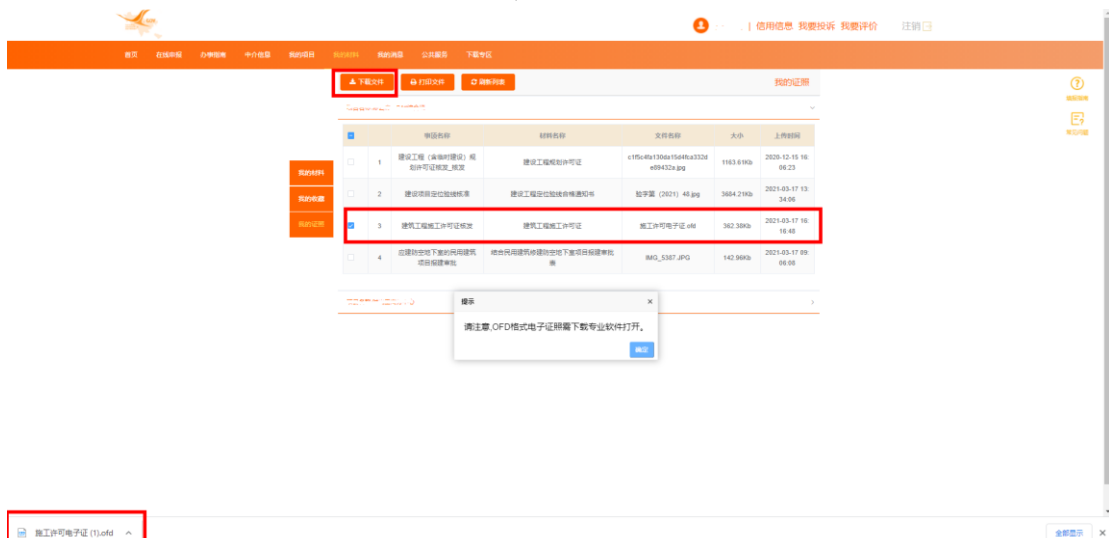 | 信用信息 我要投诉 我要评价 注销
首页 在线申报 办事指南 中介信息 我的项目 我的材料 我的消息 公共服务 下载专区
下载文件 打印文件 刷新列表 我的证照
申请名称 材料名称 文件名称 大小 上传时间
1 建设工程（含临时建设）规 建设工程规划许可证 1163.61Kb 2020-12-15 16:
划许可证核发_核发 e89432a.jpg 06:23
2 建设项目定位验线核准 建设工程定位验线合格通知书 验字第（2021）48.jpg 3684.21Kb 2021-03-17 13:
34:06
3 建筑工程施工许可证核发 建筑工程施工许可证 施工许可电子证.ofd 362.38Kb 2021-03-17 16:
16:48
4 应建防空地下室的民用建筑 结合民用建筑修建防空地下室项目报建审批 IMG_5387.JPG 142.96Kb 2021-03-17 09:
项目报建审批 06:08
我的材料
我的收藏
我的证照
常见问题
提示 ×
请注意,OFD格式电子证照需下载专业软件打开。
确定
施工许可电子证 (1).ofd
全部显示 ×